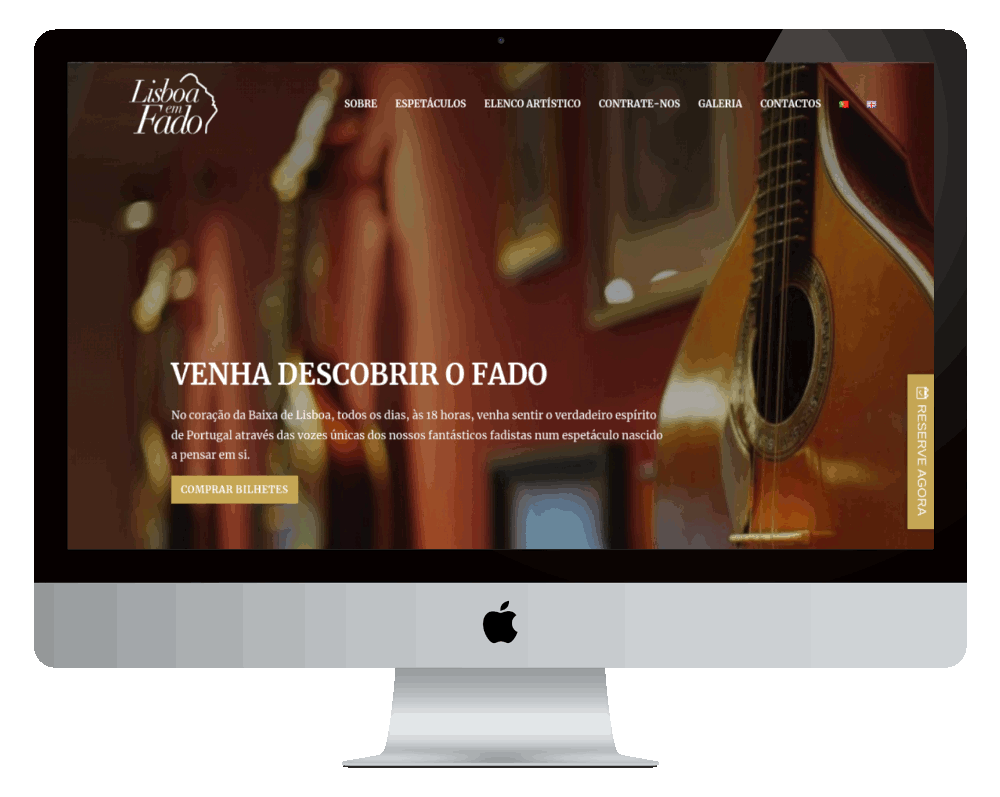 Lisboa
em
Fado
SOBRE ESPETÁCULOS ELENCO ARTÍSTICO CONTRATE-NOS GALERIA CONTACTOS
VENHA DESCOBRIR O FADO
No coração da Baixa de Lisboa, todos os dias, às 18 horas, venha sentir o verdadeiro espírito
de Portugal através das vozes únicas dos nossos fantásticos fadistas num espetáculo nascido
a pensar em si.
COMPRAR BILHETES
RESERVE AGORA